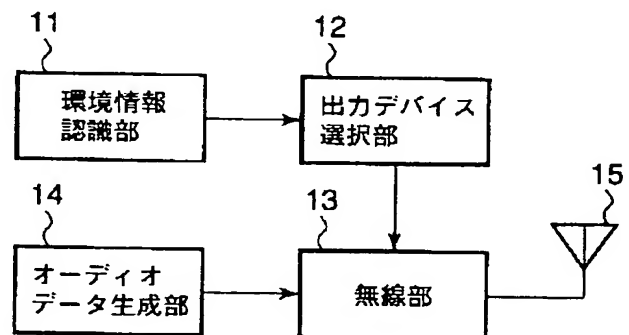 11
環境情報
認識部
12
出力デバイス
選択部
14
オーディオ
データ生成部
13
無線部
15